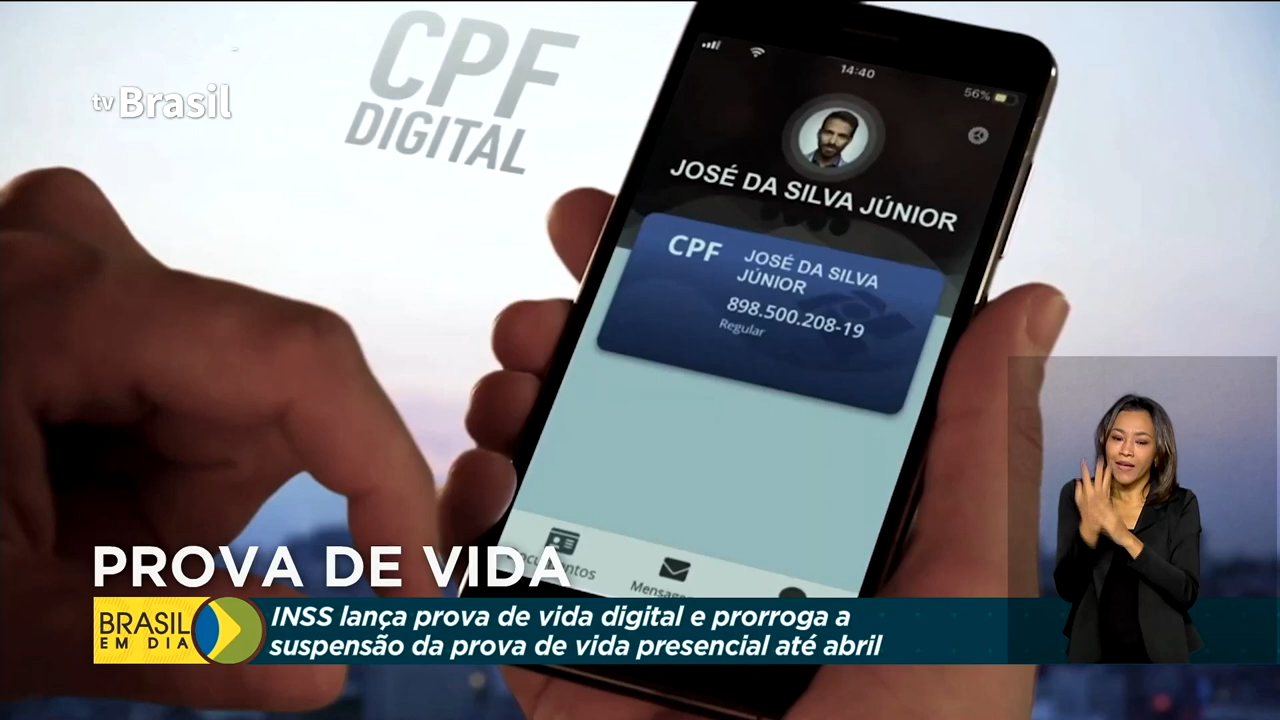 CPF
DIGITAL
tv Brasil
14:40
56%
JOSÉ DA SILVA JÚNIOR
CPF
JOSÉ DA SILVA
JÚNIOR
898.500.208-19
Regular
PROVA DE VIDA
BRASIL
EM DIA
INSS lança prova de vida digital e prorroga a
suspensão da prova de vida presencial até abril